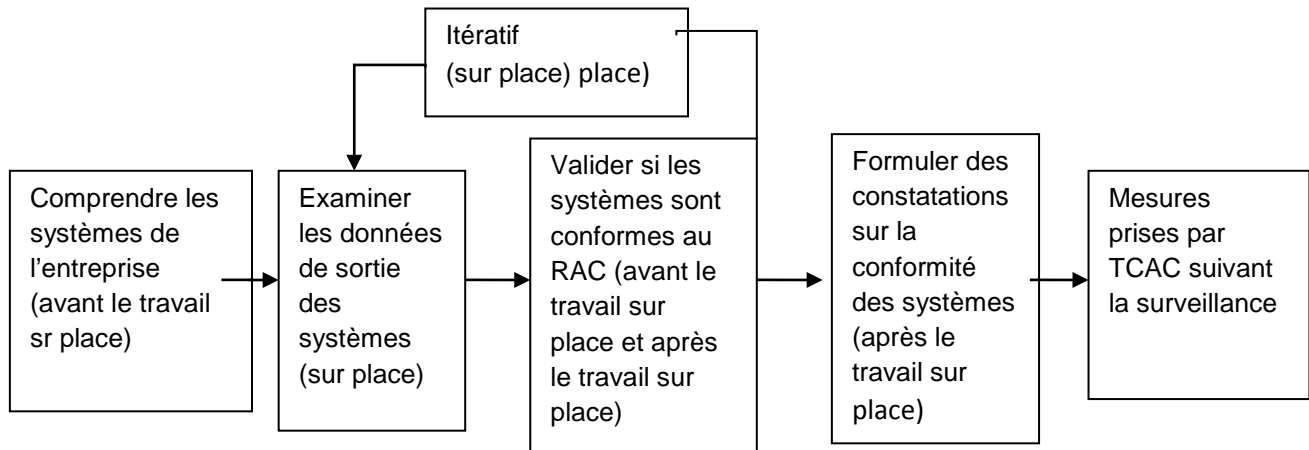 Itératif
(sur place) place)
Comprendre les
systèmes de
l'entreprise
(avant le travail
sr place)
Examiner
les données
de sortie
des
systèmes
(sur place)
Valider si les
systèmes sont
conformes au
RAC (avant le
travail sur
place et après
le travail sur
place)
Formuler des
constatations
sur la
conformité
des systèmes
(après le
travail sur
place)
Mesures
prises par
TCAC suivant
la surveillance